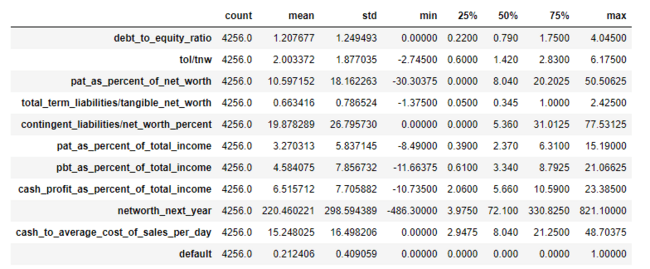 count mean std min 25% 50% 75% max
debt_to_equity_ratio 4256.0 1.207677 1.249493 0.00000 0.2200 0.790 1.7500 4.04500
tol/tnw 4256.0 2.003372 1.877035 -2.74500 0.6000 1.420 2.8300 6.17500
pat_as_percent_of_net_worth 4256.0 10.597152 18.162263 -30.30375 0.0000 8.040 20.2025 50.50625
total_term_liabilities/tangible_net_worth 4256.0 0.663416 0.786524 -1.37500 0.0500 0.345 1.0000 2.42500
contingent_liabilities/net_worth_percent 4256.0 19.878289 26.795730 0.00000 0.0000 5.360 31.0125 77.53125
pat_as_percent_of_total_income 4256.0 3.270313 5.837145 -8.49000 0.3900 2.370 6.3100 15.19000
pbt_as_percent_of_total_income 4256.0 4.584075 7.856732 -11.66375 0.6100 3.340 8.7925 21.06625
cash_profit_as_percent_of_total_income 4256.0 6.515712 7.705882 -10.73500 2.0600 5.660 10.5900 23.38500
networth_next_year 4256.0 220.460221 298.594389 -486.30000 3.9750 72.100 330.8250 821.10000
cash_to_average_cost_of_sales_per_day 4256.0 15.248025 16.498206 0.00000 2.9475 8.040 21.2500 48.70375
default 4256.0 0.212406 0.409059 0.00000 0.0000 0.000 0.0000 1.00000